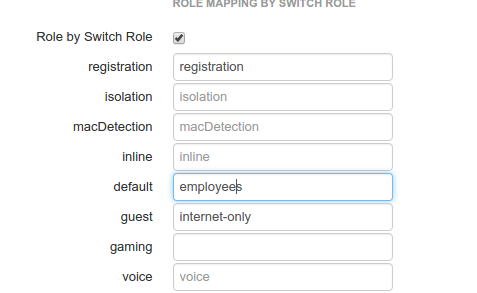 ROLE MAPPING BY SWITCH ROLE
Role by Switch Role
registration registration
isolation isolation
macDetection macDetection
inline inline
default employees
guest internet-only
gaming
voice voice